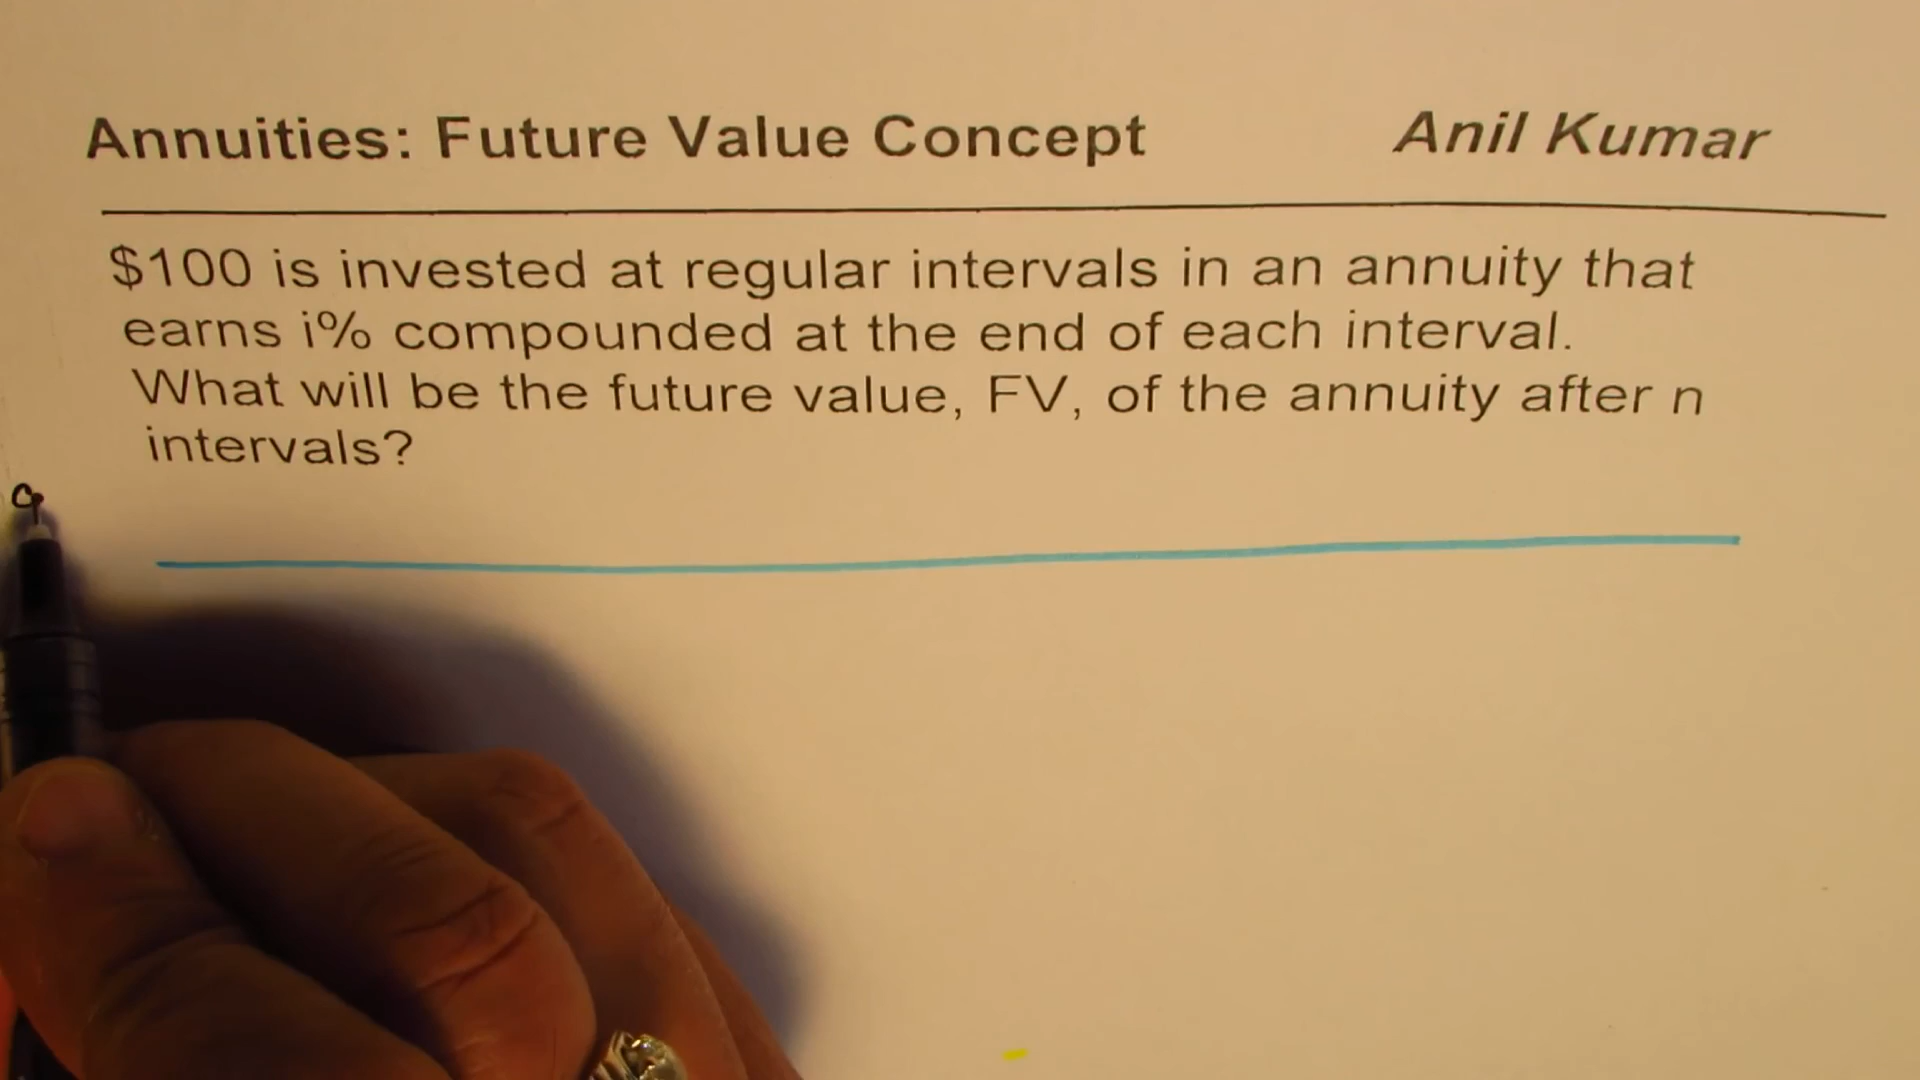 Annuities: Future Value Concept Anil Kumar
$100 is invested at regular intervals in an annuity that
earns i% compounded at the end of each interval.
What will be the future value, FV, of the annuity after n
intervals?